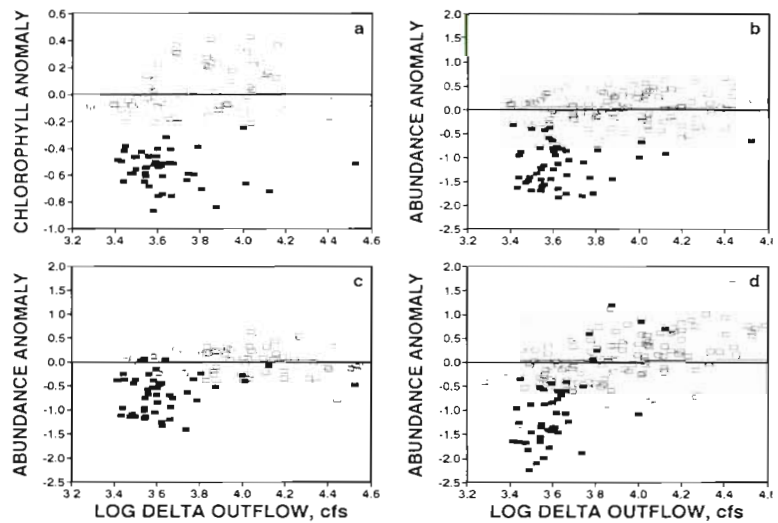 a
CHLOROPHYLL ANOMALY
0.6
0.4
0.2
0.0
-0.2
-0.4
-0.6
-0.8
-1.0
3.2 3.4 3.6 3.8 4.0 4.2 4.4 4.6
b
ABUNDANCE ANOMALY
2.0
1.5
1.0
0.5
0.0
-0.5
-1.0
-1.5
-2.0
-2.5
3.2 3.4 3.6 3.8 4.0 4.2 4.4 4.6
c
ABUNDANCE ANOMALY
2.0
1.5
1.0
0.5
0.0
-0.5
-1.0
-1.5
-2.0
-2.5
3.2 3.4 3.6 3.8 4.0 4.2 4.4 4.6
LOG DELTA OUTFLOW, cfs
d
ABUNDANCE ANOMALY
2.0
1.5
1.0
0.5
0.0
-0.5
-1.0
-1.5
-2.0
-2.5
3.2 3.4 3.6 3.8 4.0 4.2 4.4 4.6
LOG DELTA OUTFLOW, cfs